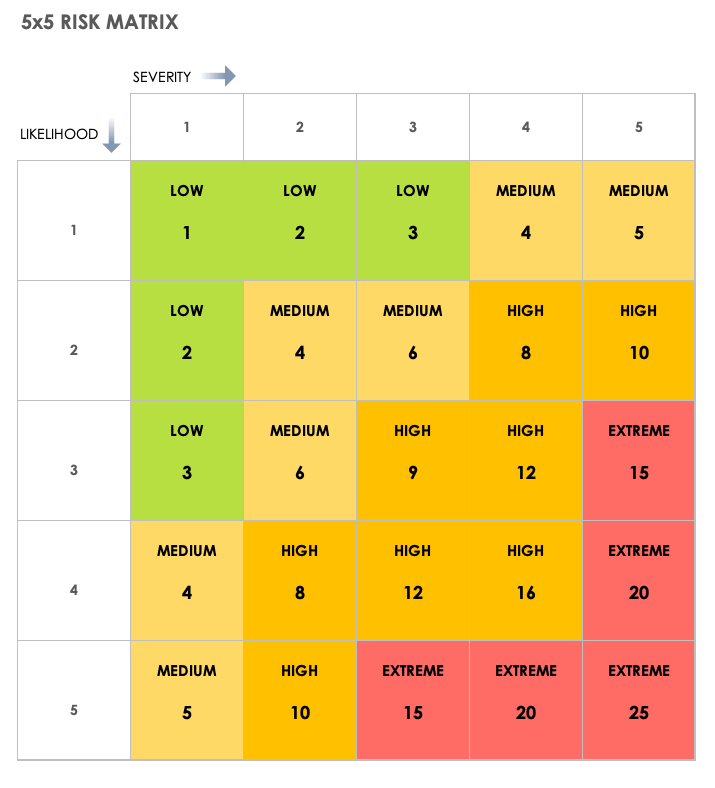 5x5 RISK MATRIX
SEVERITY
LIKELIHOOD 1 2 3 4 5
LOW LOW LOW MEDIUM MEDIUM
1 1 2 3 4 5
LOW MEDIUM MEDIUM HIGH HIGH
2 2 4 6 8 10
LOW MEDIUM HIGH HIGH EXTREME
3 3 6 9 12 15
MEDIUM HIGH HIGH HIGH EXTREME
4 4 8 12 16 20
MEDIUM HIGH EXTREME EXTREME EXTREME
5 5 10 15 20 25